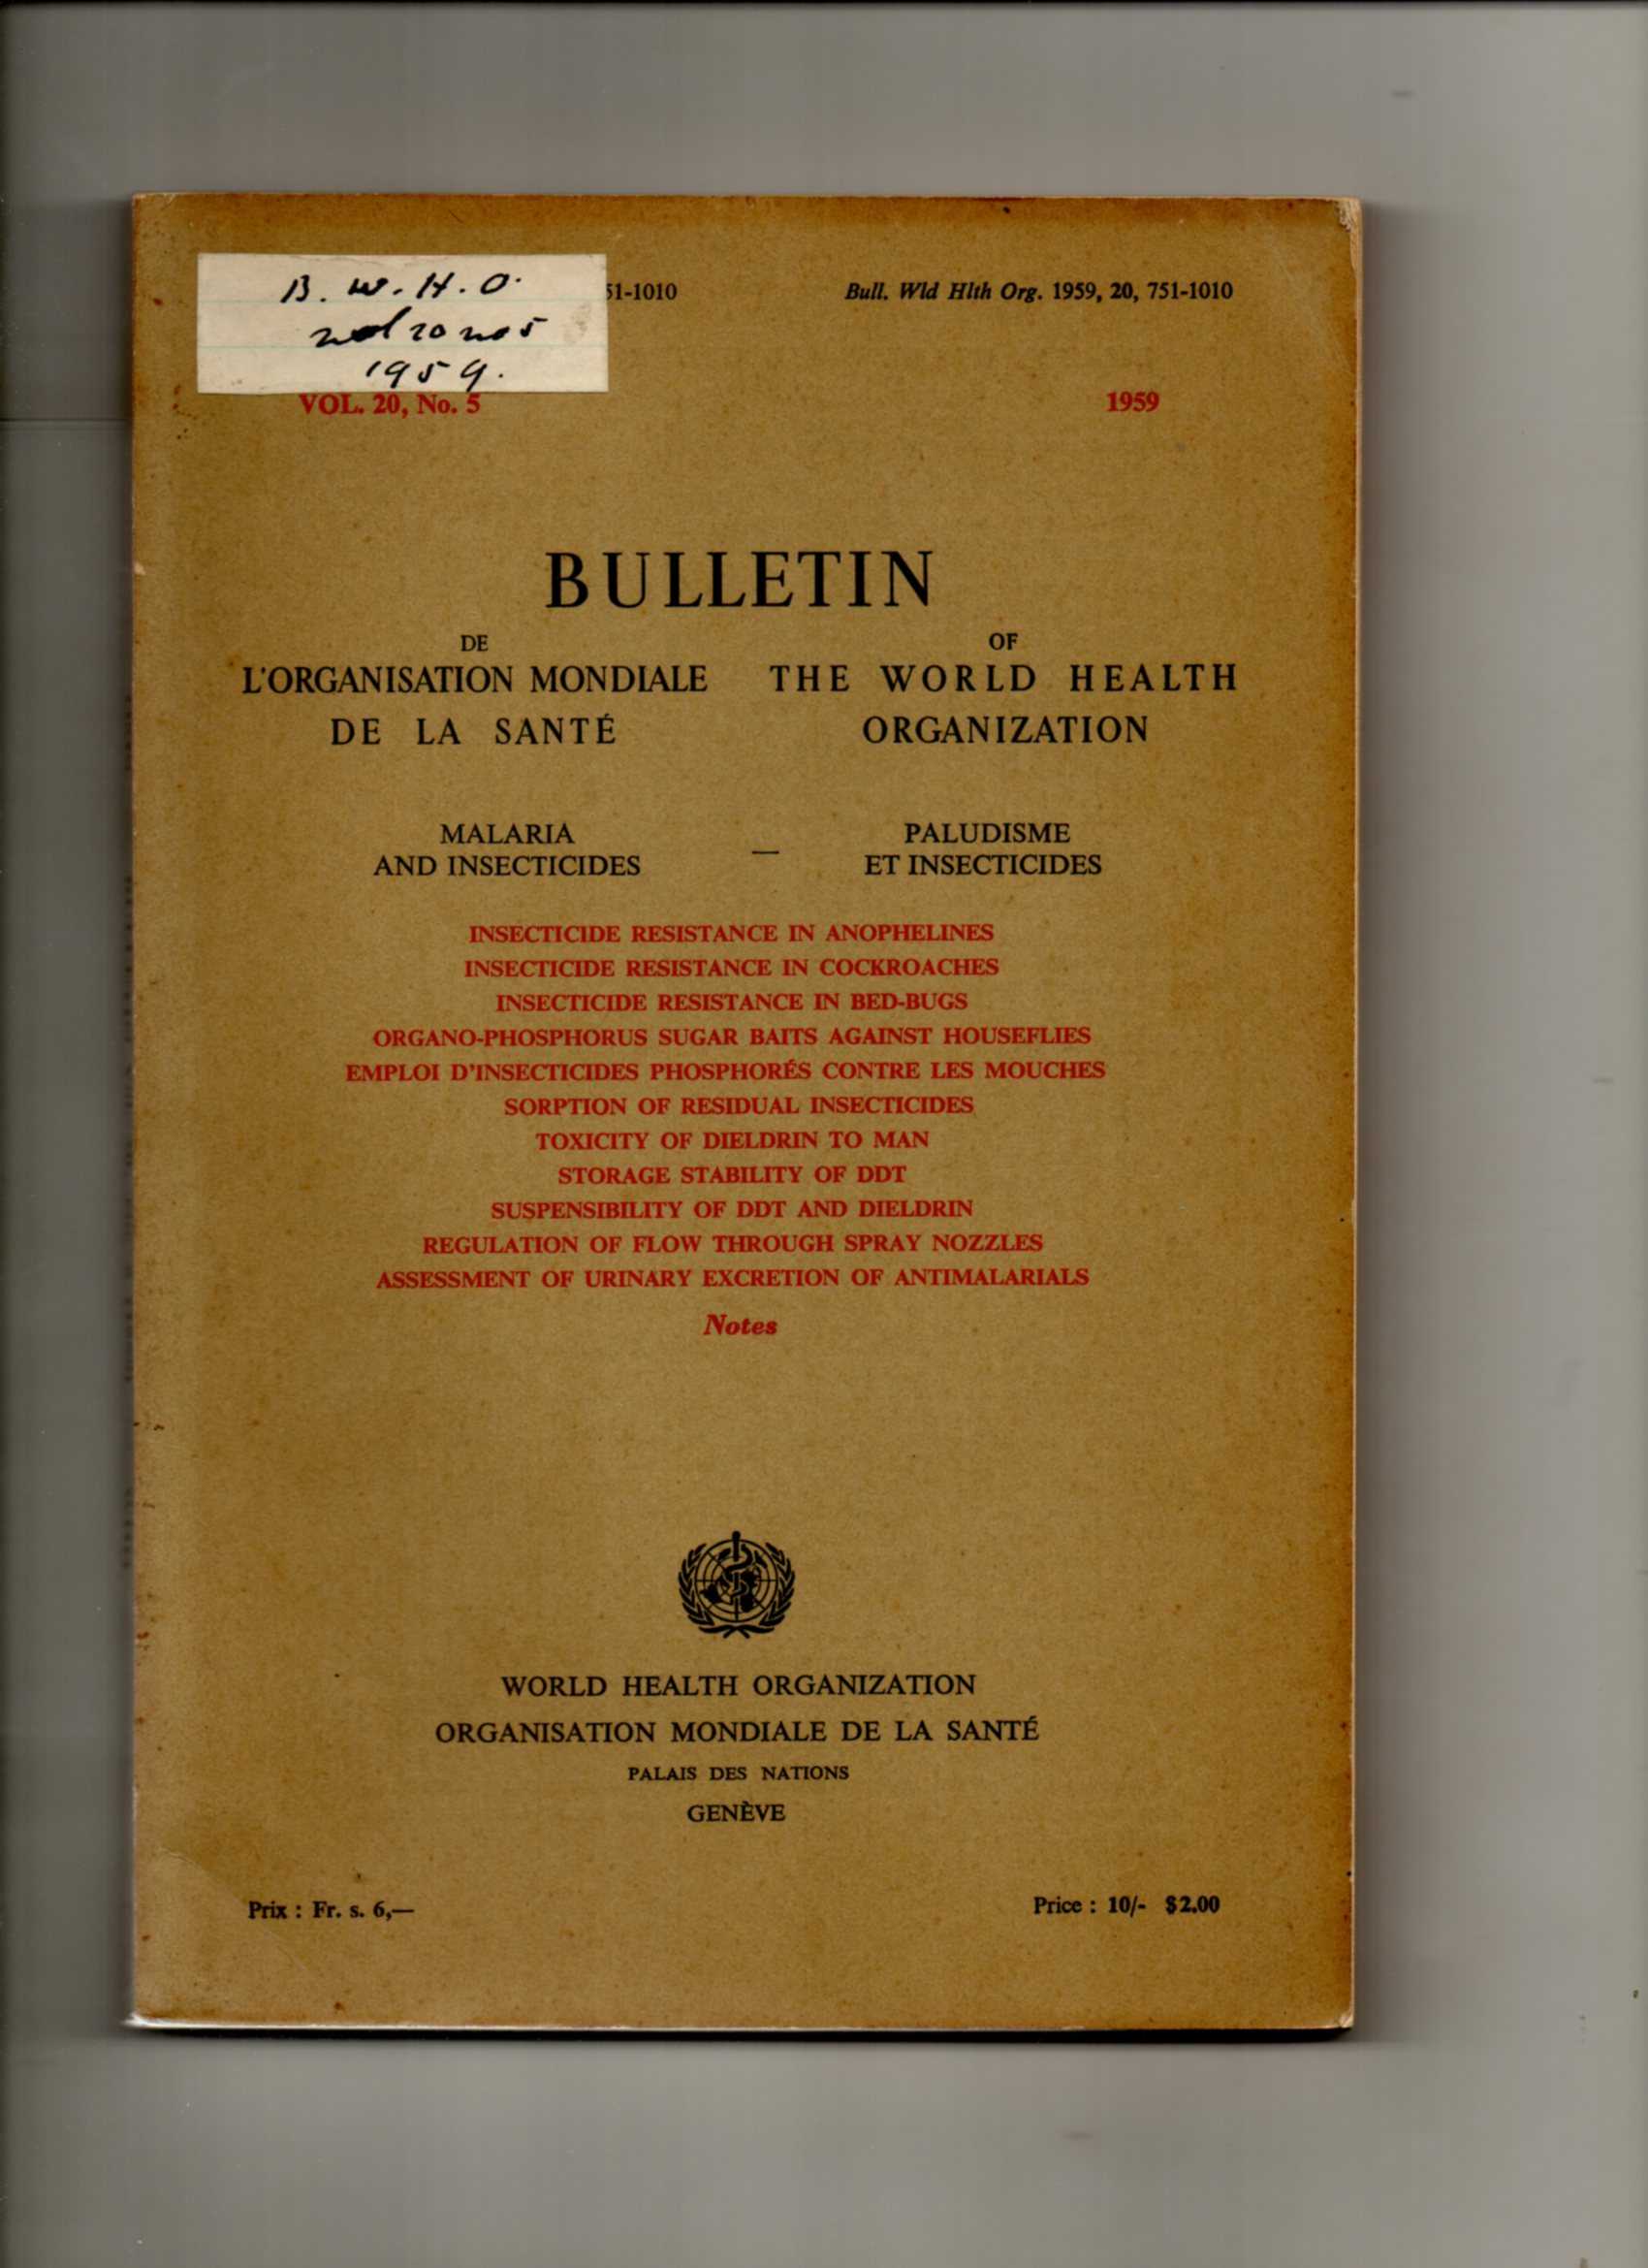 B. W. H. O.
vol 20 no 5
1959.
51-1010
Bull. Wld Hlth Org. 1959, 20, 751-1010
VOL. 20, No. 5
1959
BULLETIN
DE
L'ORGANISATION MONDIALE
DE LA SANTÉ
OF
THE WORLD HEALTH
ORGANIZATION
MALARIA
AND INSECTICIDES
—
PALUDISME
ET INSECTICIDES
INSECTICIDE RESISTANCE IN ANOPHELINES
INSECTICIDE RESISTANCE IN COCKROACHES
INSECTICIDE RESISTANCE IN BED-BUGS
ORGANO-PHOSPHORUS SUGAR BAITS AGAINST HOUSEFLIES
EMPLOI D'INSECTICIDES PHOSPHORÉS CONTRE LES MOUCHES
SORPTION OF RESIDUAL INSECTICIDES
TOXICITY OF DIELDRIN TO MAN
STORAGE STABILITY OF DDT
SUSPENSIBILITY OF DDT AND DIELDRIN
REGULATION OF FLOW THROUGH SPRAY NOZZLES
ASSESSMENT OF URINARY EXCRETION OF ANTIMALARIALS
Notes
WORLD HEALTH ORGANIZATION
ORGANISATION MONDIALE DE LA SANTÉ
PALAIS DES NATIONS
GENÈVE
Prix : Fr. s. 6,—
Price : 10/- $2.00